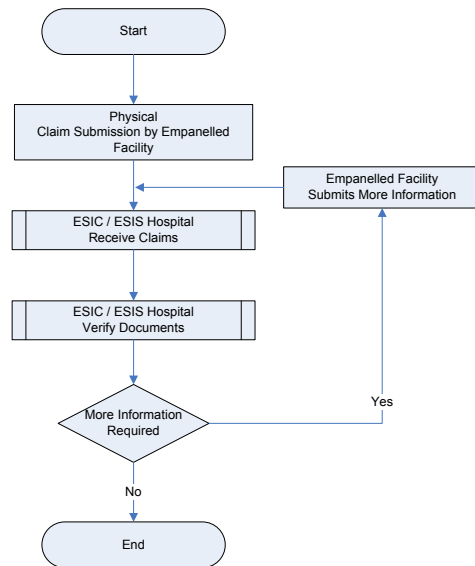 Start
Physical
Claim Submission by Empanelled
Facility
Empanelled Facility
Submits More Information
ESIC / ESIS Hospital
Receive Claims
ESIC / ESIS Hospital
Verify Documents
More Information
Required
Yes
No
End